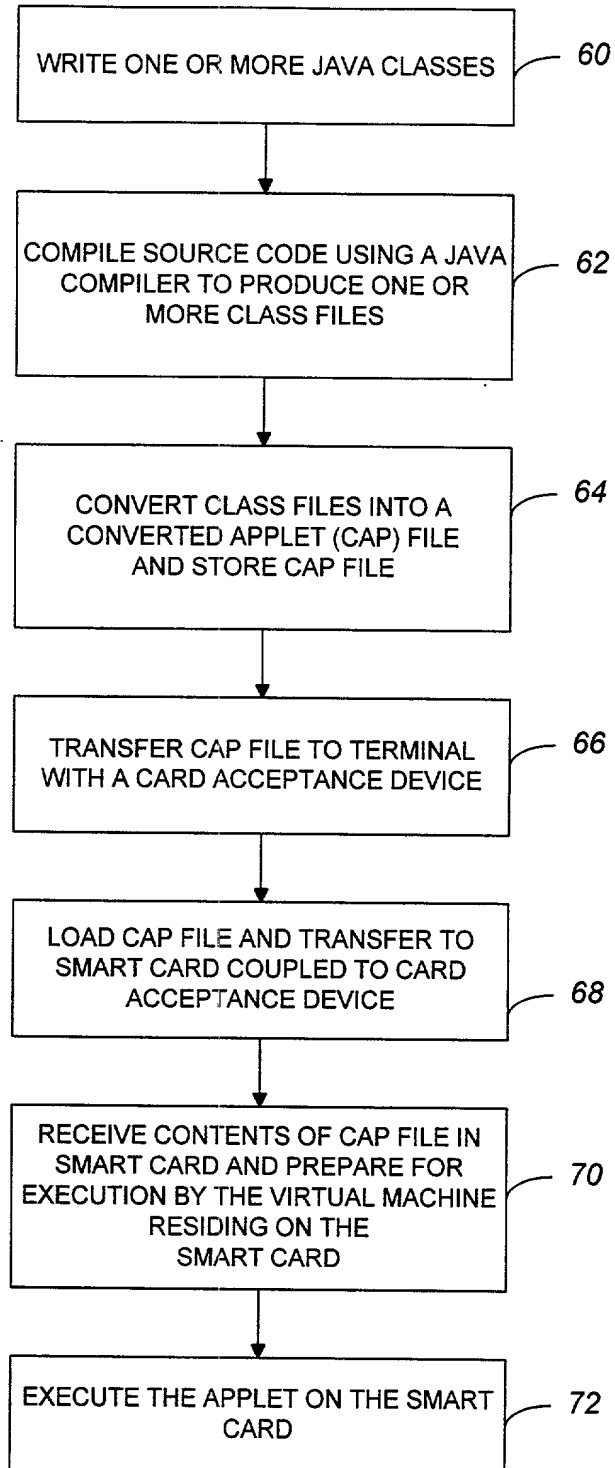 WRITE ONE OR MORE JAVA CLASSES
60
COMPILE SOURCE CODE USING A JAVA
COMPILER TO PRODUCE ONE OR
MORE CLASS FILES
62
CONVERT CLASS FILES INTO A
CONVERTED APPLET (CAP) FILE
AND STORE CAP FILE
64
TRANSFER CAP FILE TO TERMINAL
WITH A CARD ACCEPTANCE DEVICE
66
LOAD CAP FILE AND TRANSFER TO
SMART CARD COUPLED TO CARD
ACCEPTANCE DEVICE
68
RECEIVE CONTENTS OF CAP FILE IN
SMART CARD AND PREPARE FOR
EXECUTION BY THE VIRTUAL MACHINE
RESIDING ON THE
SMART CARD
70
EXECUTE THE APPLET ON THE SMART
CARD
72